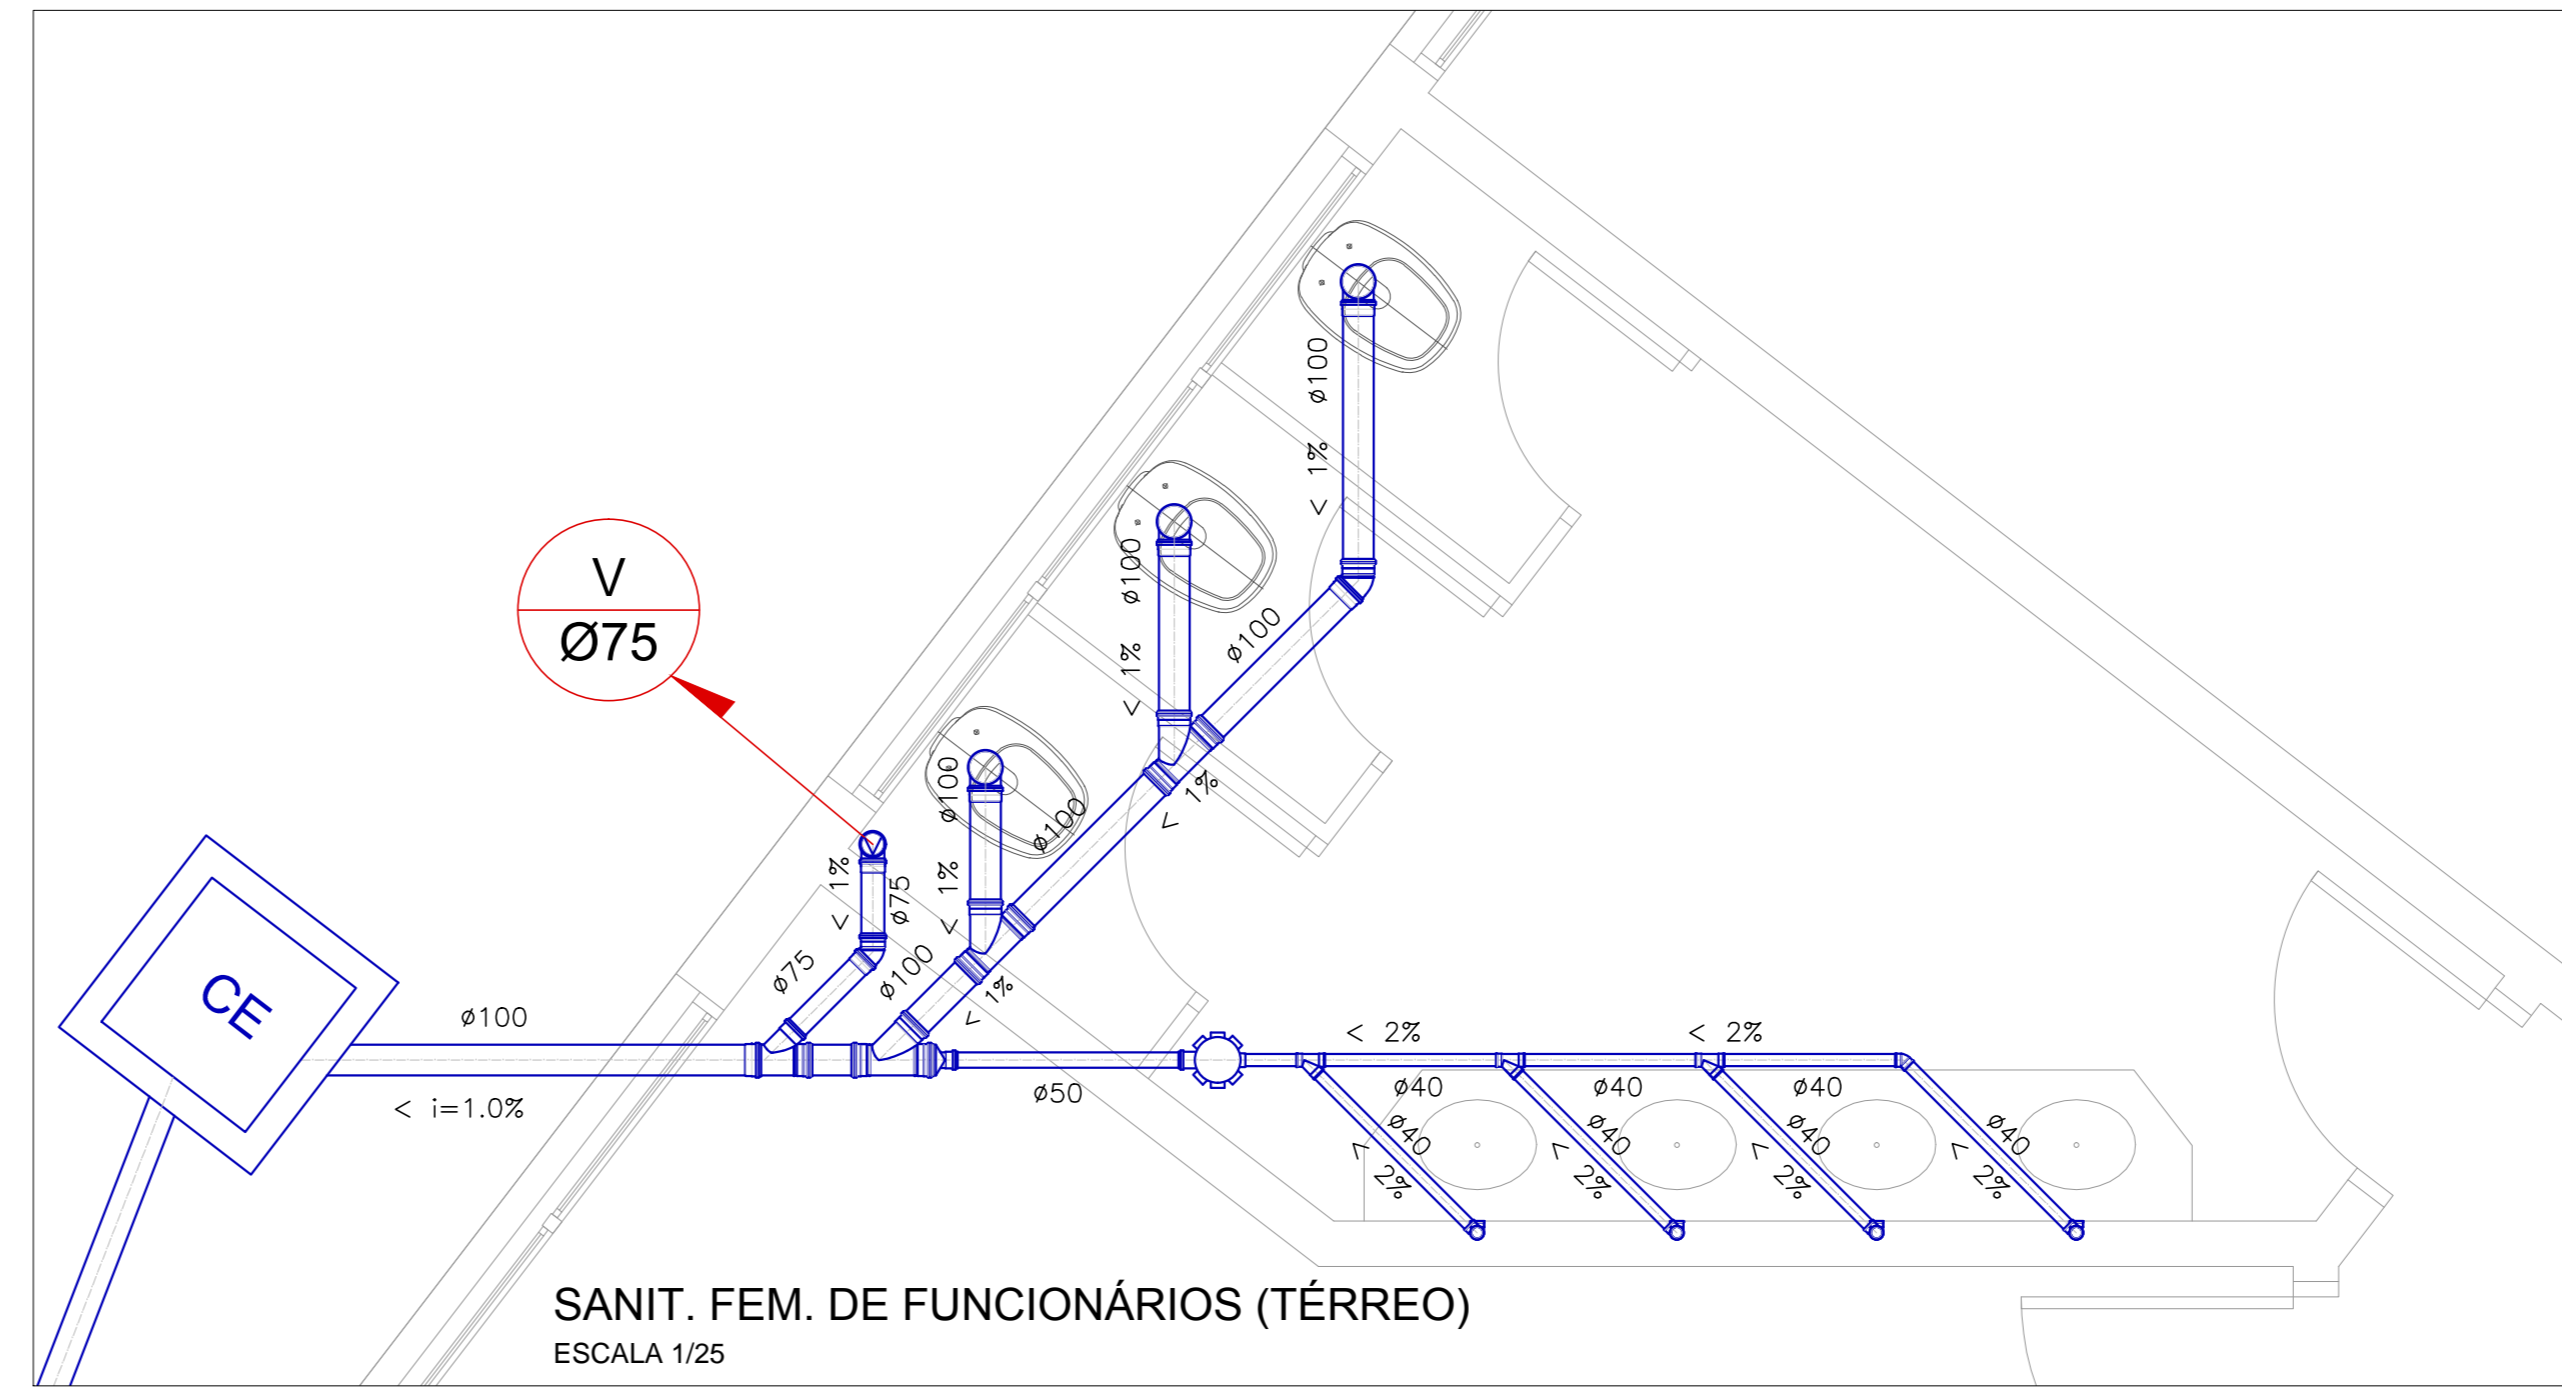 ø100
< 1%
ø100
< 1%
ø100
V
Ø75
< 1%
ø100
< 1%
ø100
< 1%
ø75
ø75
ø100
< 1%
CE
ø100
< i=1.0%
ø50
< 2%
< 2%
ø40
ø40
ø40
ø40
< 2%
ø40
< 2%
ø40
< 2%
ø40
< 2%
SANIT. FEM. DE FUNCIONÁRIOS (TÉRREO)
ESCALA 1/25